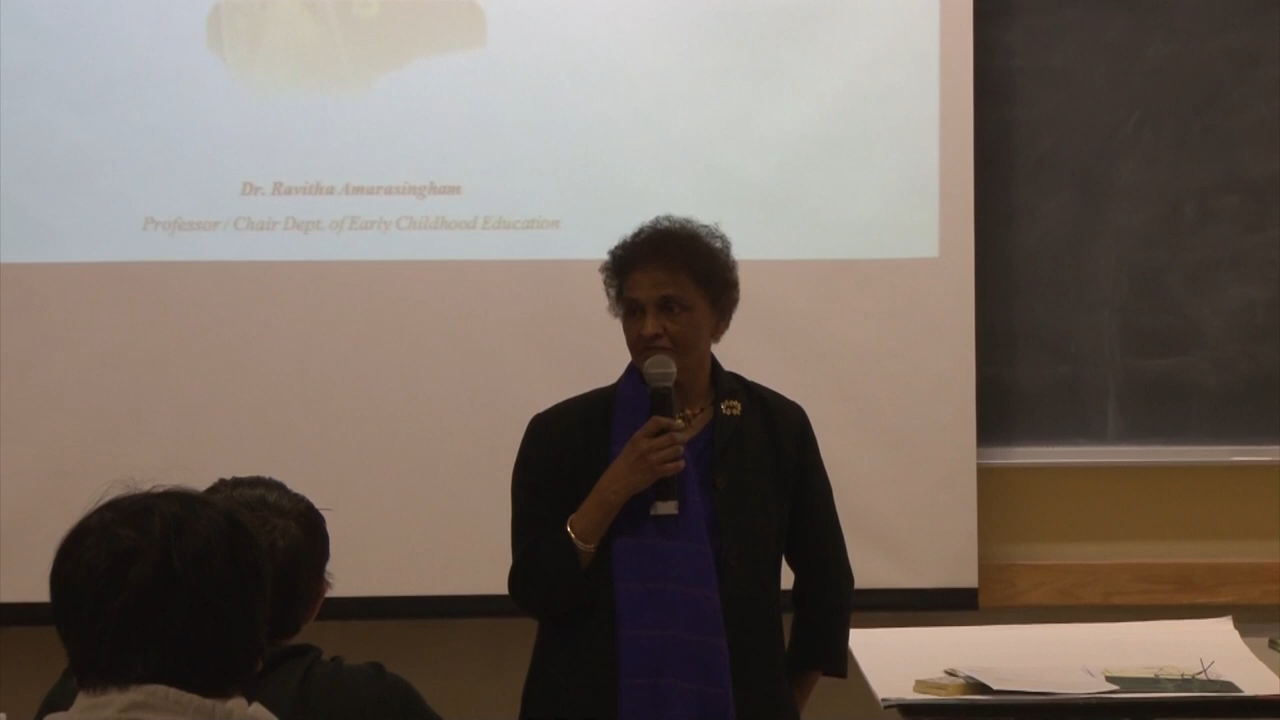 Dr. Ravitha Amarasingham
Professor / Chair Dept. of Early Childhood Education